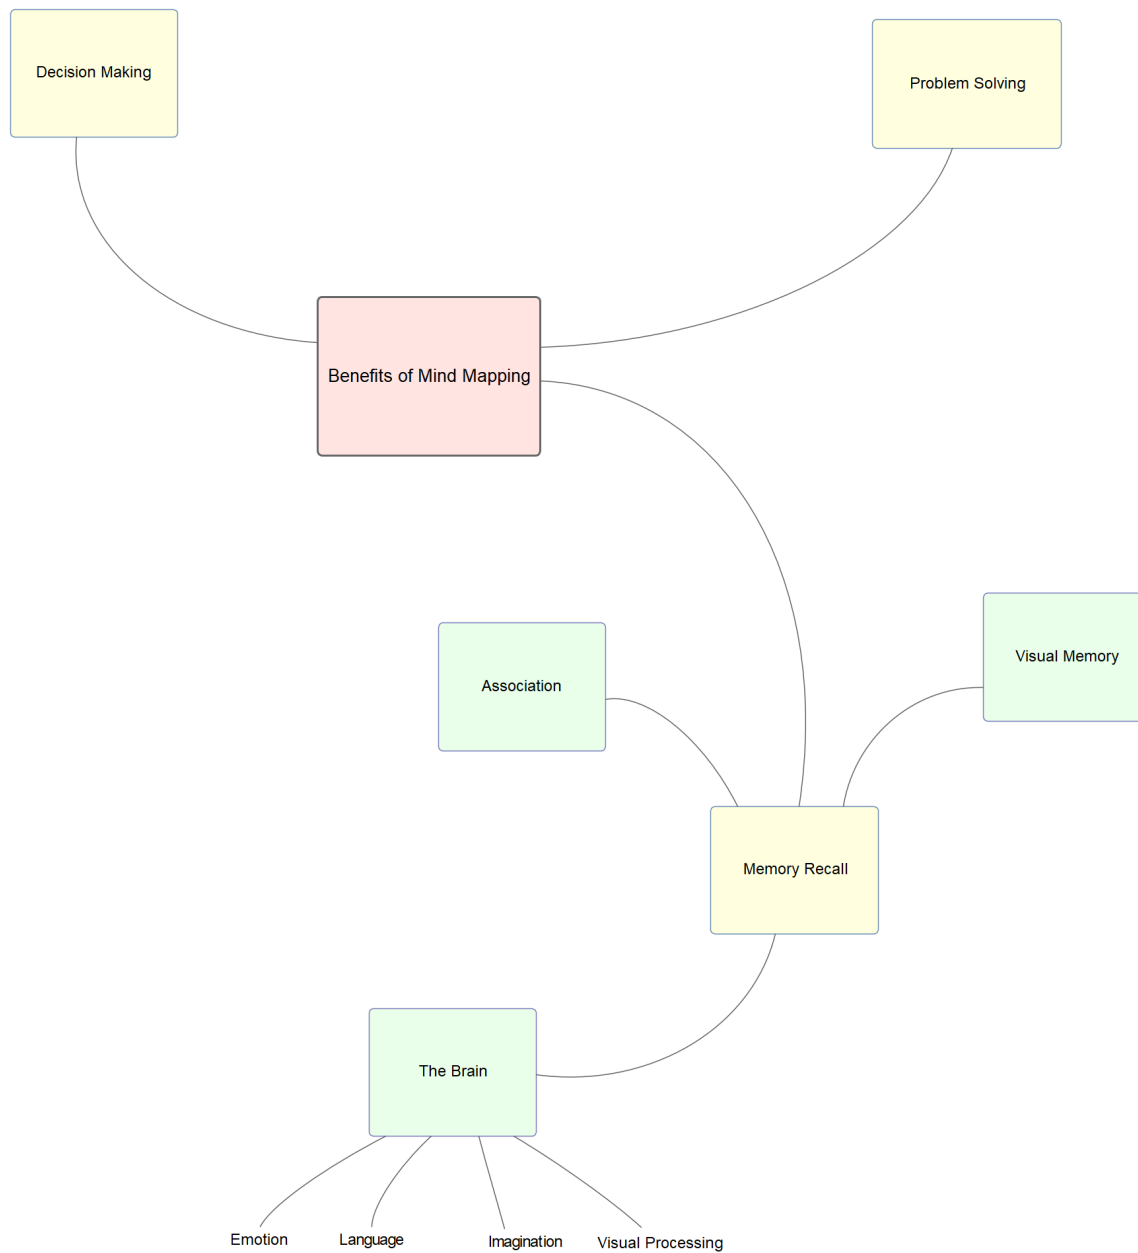 Decision Making
Problem Solving
Benefits of Mind Mapping
Visual Memory
Association
Memory Recall
The Brain
Emotion
Language
Imagination
Visual Processing